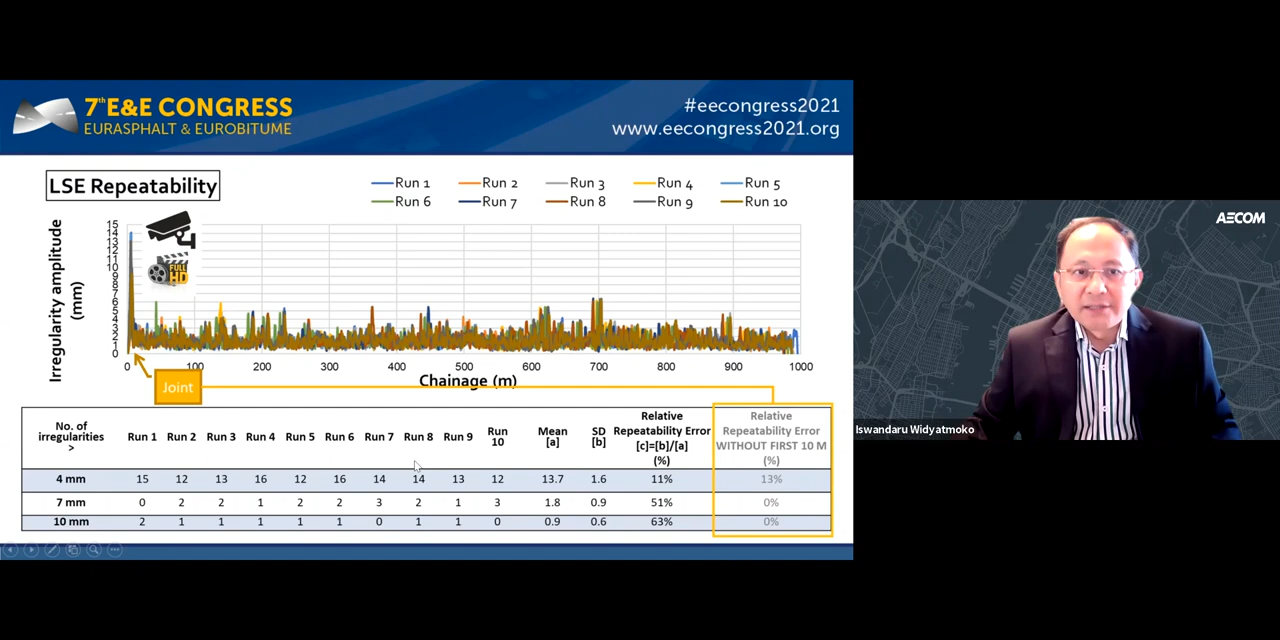 7th E&E CONGRESS
EURASPHALT & EUROBITUME
#eecongress2021
www.eecongress2021.org
LSE Repeatability
Run 1 Run 2 Run 3 Run 4 Run 5
Run 6 Run 7 Run 8 Run 9 Run 10
Irregularity amplitude
(mm)
15
14
13
12
11
10
9
8
7
6
5
4
3
2
1
0
FULL
HD
0 100 200 300 400 500 600 700 800 900 1000
Chainage (m)
Joint
No. of
irregularities
>
Run 1 Run 2 Run 3 Run 4 Run 5 Run 6 Run 7 Run 8 Run 9 Run 10
Mean
[a]
SD
[b]
Relative
Repeatability Error
[c]=[b]/[a]
(%)
Relative
Repeatability Error
WITHOUT FIRST 10 M
(%)
4 mm 15 12 13 16 12 16 14 14 13 12 13.7 1.6 11% 13%
7 mm 0 2 2 1 2 2 3 2 1 3 1.8 0.9 51% 0%
10 mm 2 1 1 1 1 1 0 1 1 0 0.9 0.6 63% 0%
AECOM
Iswandaru Widyatmoko